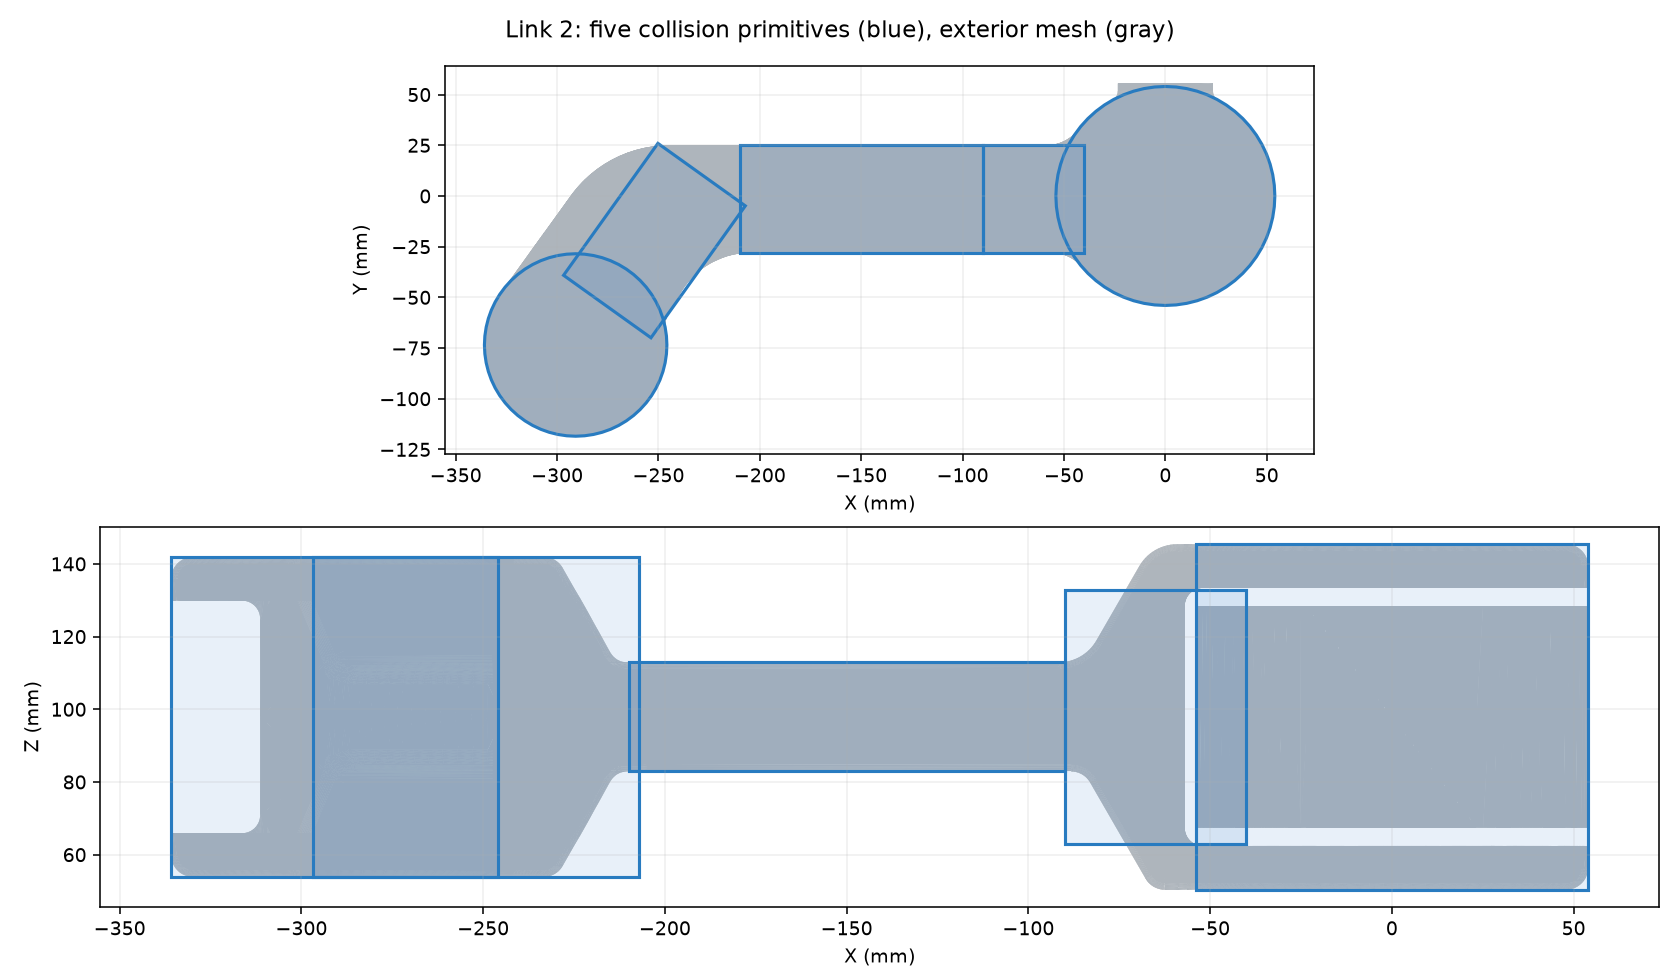 Link 2: five collision primitives (blue), exterior mesh (gray)
50
25
0
−25
−50
−75
−100
−125
Y (mm)
−350 −300 −250 −200 −150 −100 −50 0 50
X (mm)
140
120
100
80
60
Z (mm)
−350 −300 −250 −200 −150 −100 −50 0 50
X (mm)